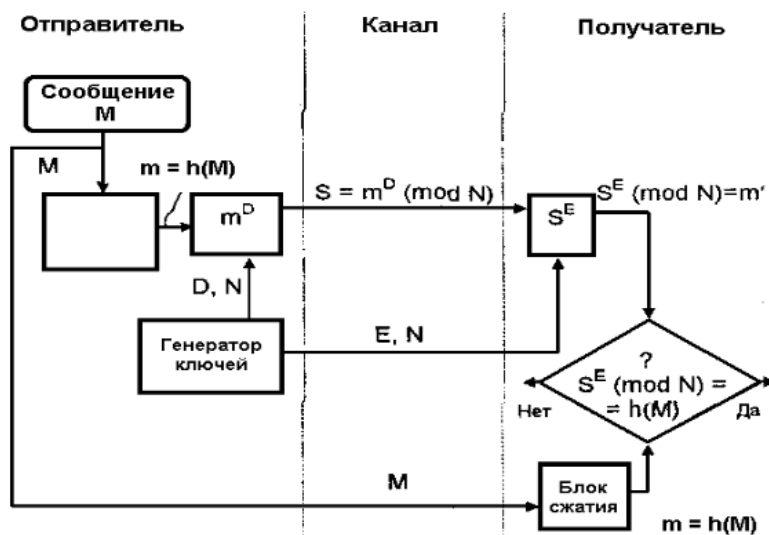 Отправитель
Канал
Получатель
Сообщение
M
M
m = h(M)
S = m^D (mod N)
S^E (mod N)=m'
m^D
S^E
D, N
Генератор
ключей
E, N
?
S^E (mod N) =
= h(M)
Нет
Да
M
Блок
сжатия
m = h(M)